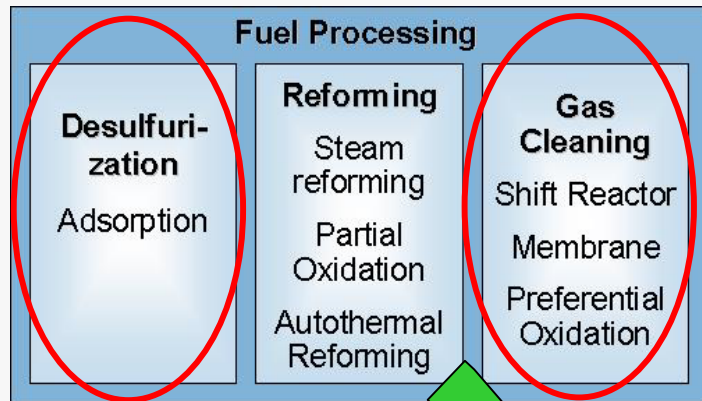 Fuel Processing
Desulfuri-
zation
Adsorption
Reforming
Steam
reforming
Partial
Oxidation
Autothermal
Reforming
Gas
Cleaning
Shift Reactor
Membrane
Preferential
Oxidation